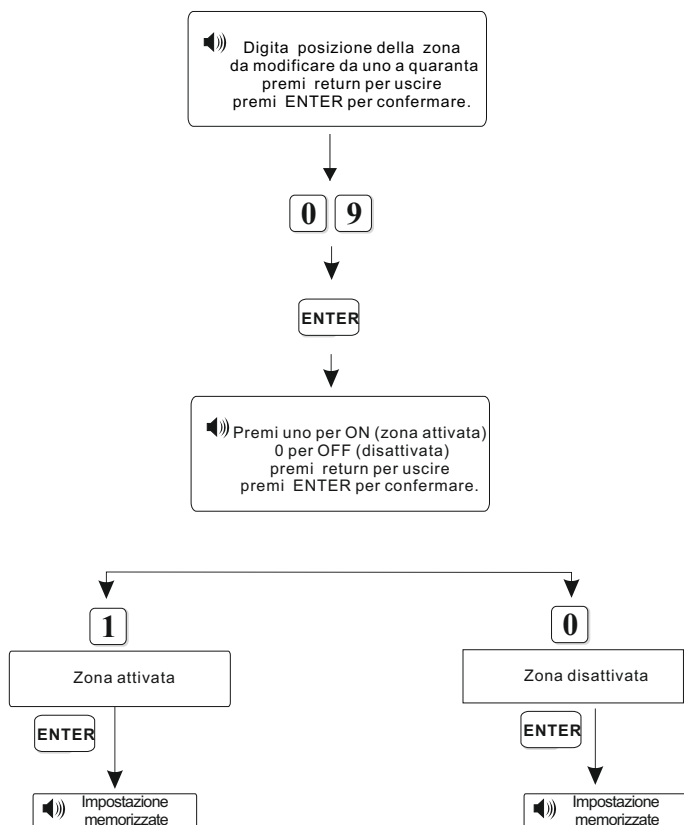 Digita posizione della zona
da modificare da uno a quaranta
premi return per uscire
premi ENTER per confermare.
0 9
ENTER
Premi uno per ON (zona attivata)
0 per OFF (disattivata)
premi return per uscire
premi ENTER per confermare.
1
Zona attivata
ENTER
Impostazione
memorizzate
0
Zona disattivata
ENTER
Impostazione
memorizzate